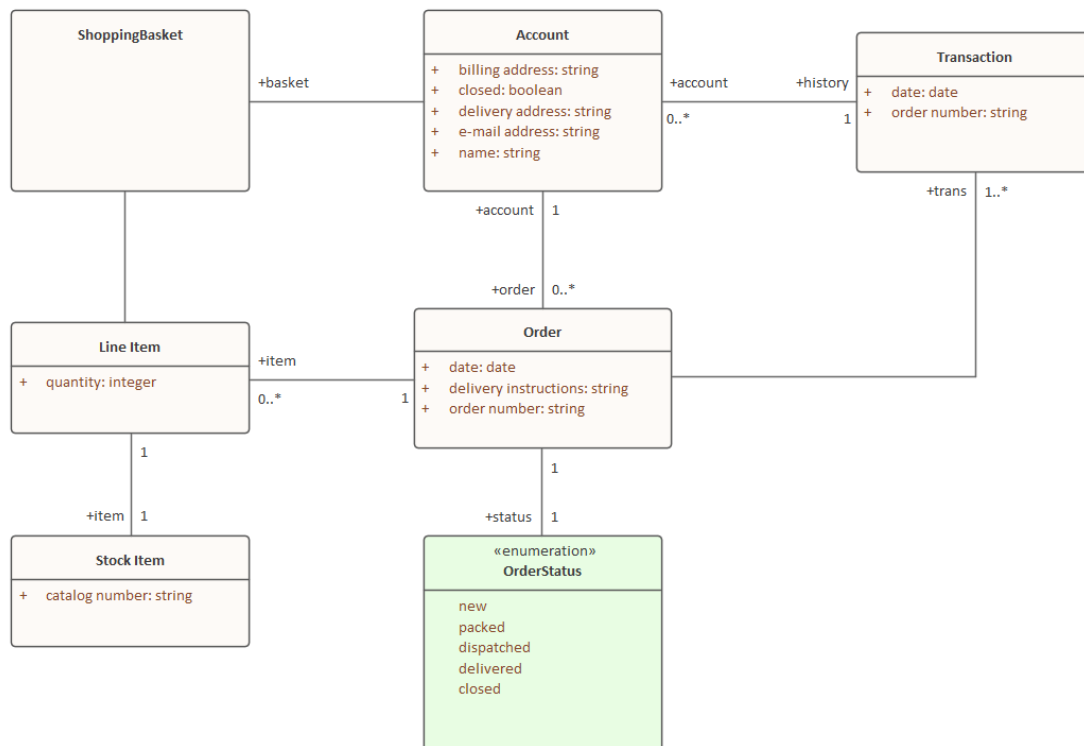 ShoppingBasket
+basket
Account
+ billing address: string
+ closed: boolean
+ delivery address: string
+ e-mail address: string
+ name: string
+account
0..*
+history
1
Transaction
+ date: date
+ order number: string
+trans
1..*
+account
1
+order
0..*
Line Item
+ quantity: integer
+item
0..*
1
Order
+ date: date
+ delivery instructions: string
+ order number: string
1
+item
1
Stock Item
+ catalog number: string
1
+status
1
«enumeration»
OrderStatus
new
packed
dispatched
delivered
closed